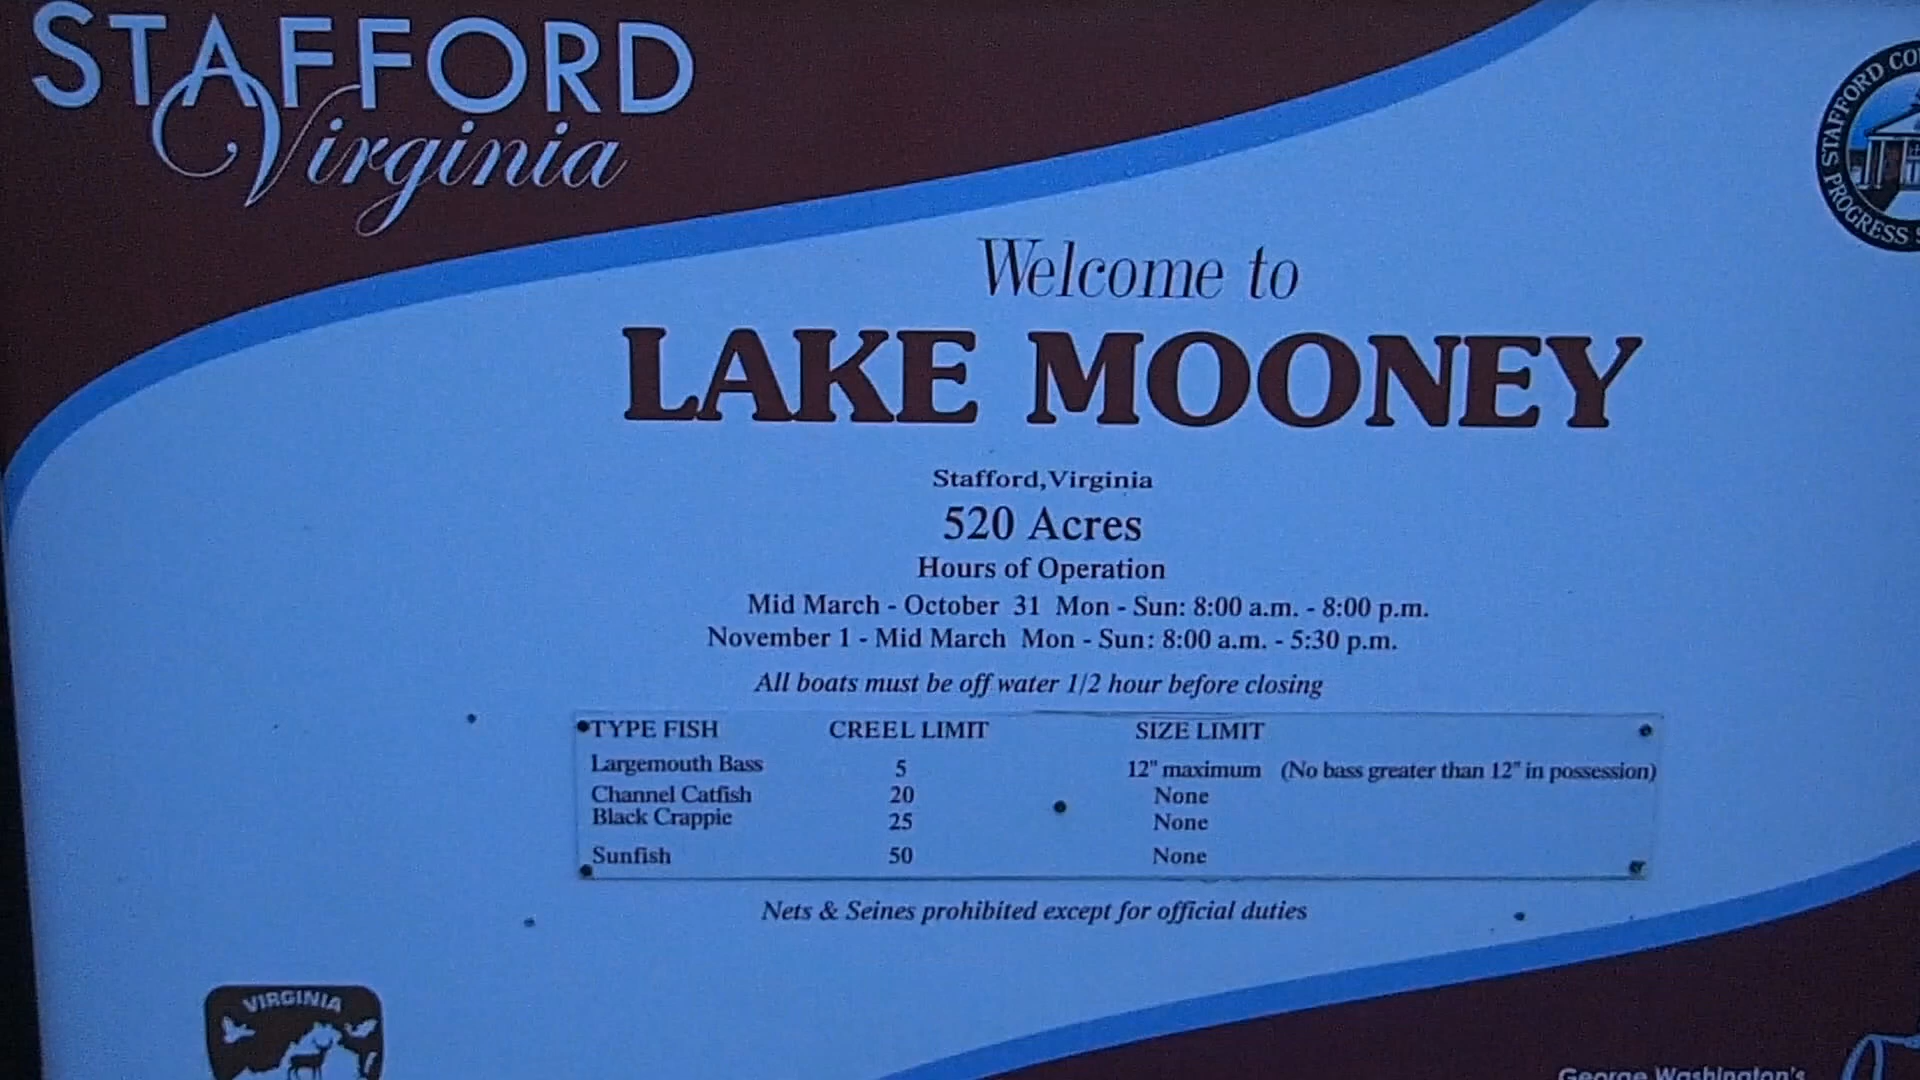 STAFFORD
Virginia
STAFFORD CO
PROGRESS
Welcome to
LAKE MOONEY
Stafford, Virginia
520 Acres
Hours of Operation
Mid March - October 31 Mon - Sun: 8:00 a.m. - 8:00 p.m.
November 1 - Mid March Mon - Sun: 8:00 a.m. - 5:30 p.m.
All boats must be off water 1/2 hour before closing
TYPE FISH CREEL LIMIT SIZE LIMIT
Largemouth Bass 5 12" maximum (No bass greater than 12" in possession)
Channel Catfish 20 None
Black Crappie 25 None
Sunfish 50 None
Nets & Seines prohibited except for official duties
VIRGINIA
George Washington's